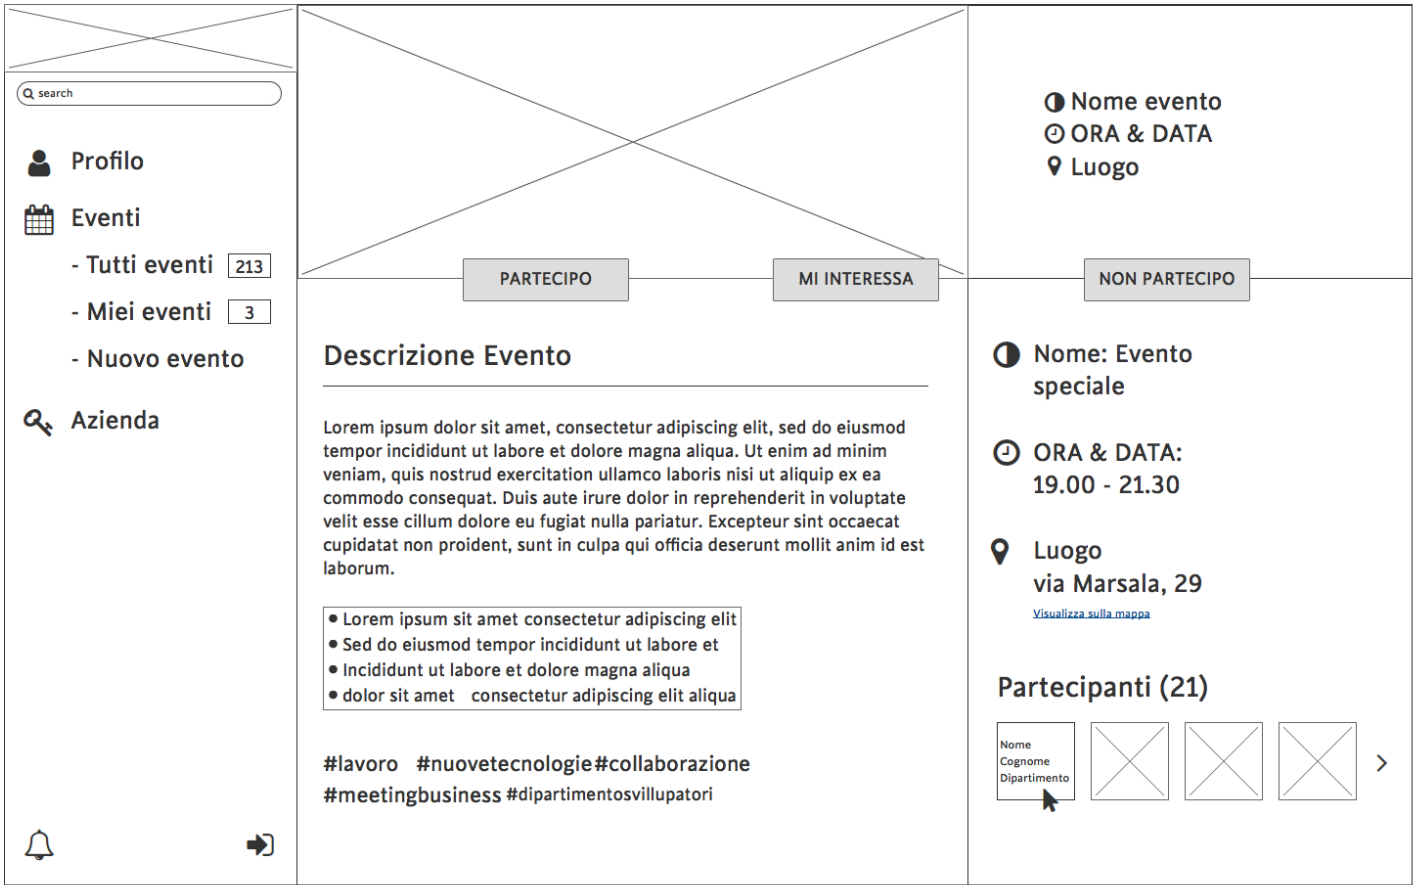 search
Profilo
Eventi
- Tutti eventi 213
- Miei eventi 3
- Nuovo evento
Azienda
Nome evento
ORA & DATA
Luogo
PARTECIPO
MI INTERESSA
NON PARTECIPO
Descrizione Evento
Lorem ipsum dolor sit amet, consectetur adipiscing elit, sed do eiusmod
tempor incididunt ut labore et dolore magna aliqua. Ut enim ad minim
veniam, quis nostrud exercitation ullamco laboris nisi ut aliquip ex ea
commodo consequat. Duis aute irure dolor in reprehenderit in voluptate
velit esse cillum dolore eu fugiat nulla pariatur. Excepteur sint occaecat
cupidatat non proident, sunt in culpa qui officia deserunt mollit anim id est
laborum.
• Lorem ipsum sit amet consectetur adipiscing elit
• Sed do eiusmod tempor incididunt ut labore et
• Incididunt ut labore et dolore magna aliqua
• dolor sit amet consectetur adipiscing elit aliqua
#lavoro #nuovetecnologie #collaborazione
#meetingbusiness #dipartimentosvillupatori
Nome: Evento
speciale
ORA & DATA:
19.00 - 21.30
Luogo
via Marsala, 29
Visualizza sulla mappa
Partecipanti (21)
Nome
Cognome
Dipartimento